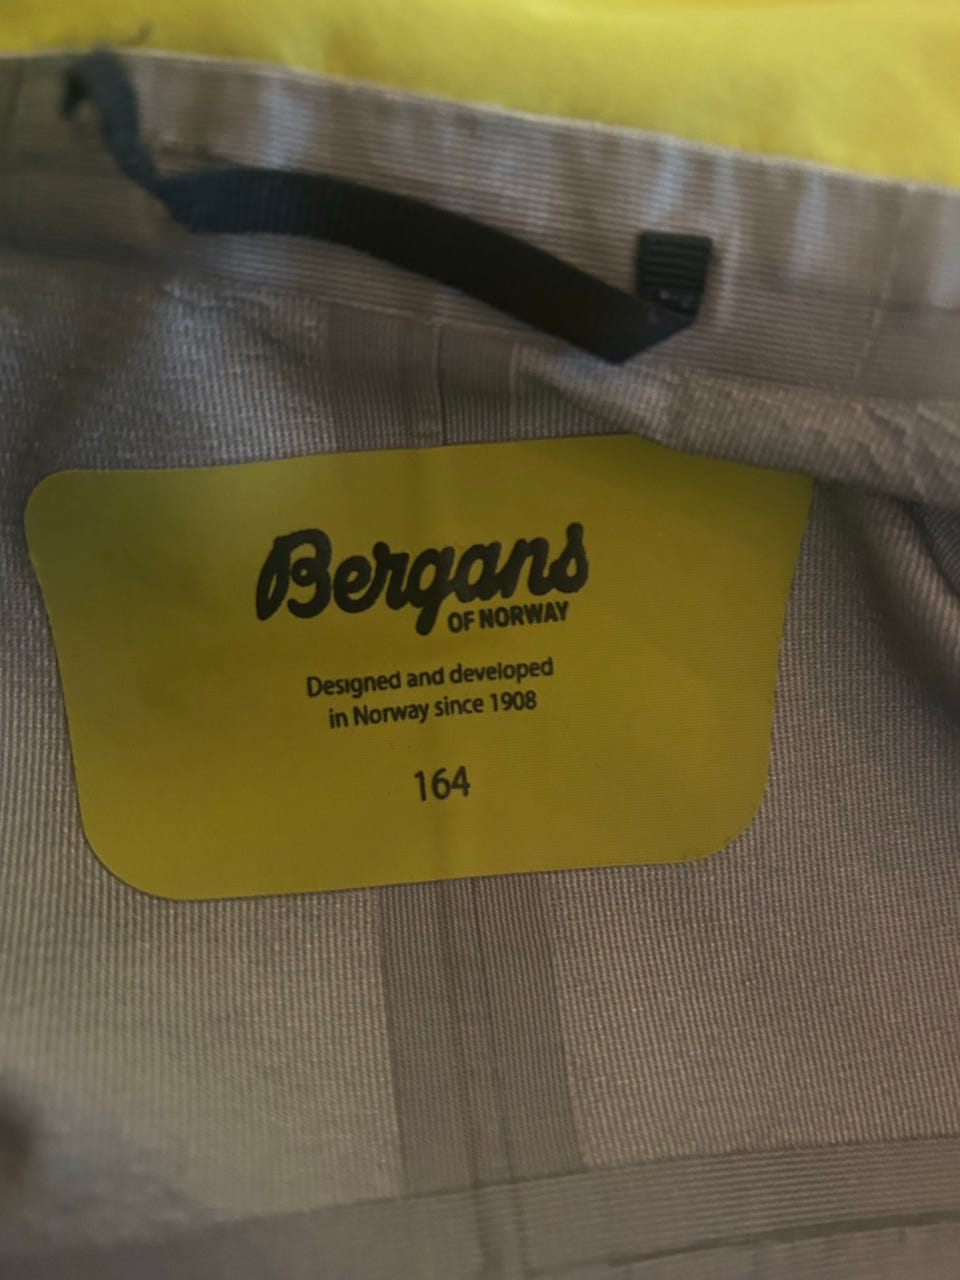 Bergans
OF NORWAY
Designed and developed
in Norway since 1908
164